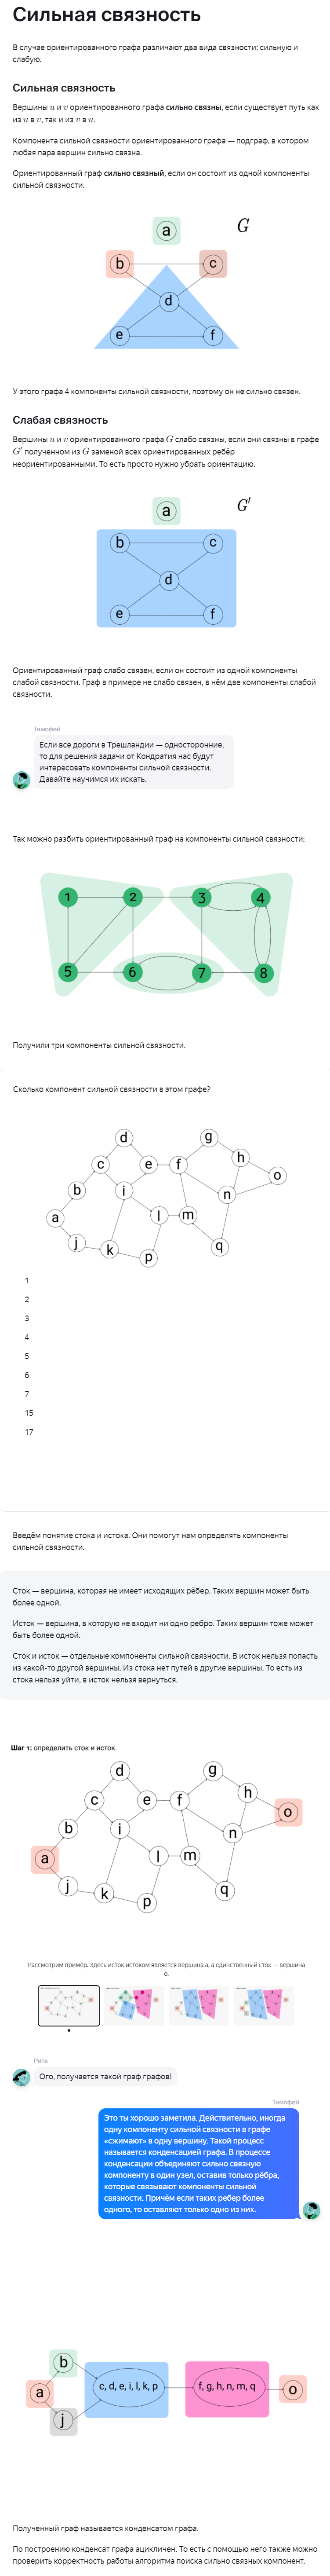 Сильная связность
В случае ориентированного графа различают два вида связности: сильную и
слабую.
Сильная связность
Вершины u и v ориентированного графа сильно связны, если существует путь как
из u в v, так и из v в u.
Компонента сильной связности ориентированного графа — подграф, в котором
любая пара вершин сильно связна.
Ориентированный граф сильно связный, если он состоит из одной компоненты
сильной связности.
a
G
b
c
d
e
f
У этого графа 4 компоненты сильной связности, поэтому он не сильно связен.
Слабая связность
Вершины u и v ориентированного графа G слабо связны, если они связны в графе
G′ полученном из G заменой всех ориентированных ребёр
неориентированными. То есть просто нужно убрать ориентацию.
a
G′
b
c
d
e
f
Ориентированный граф слабо связен, если он состоит из одной компоненты
слабой связности. Граф в примере не слабо связен, в нём две компоненты слабой
связности.
Тимофей
Если все дороги в Трешландии — односторонние,
то для решения задачи от Кондратия нас будут
интересовать компоненты сильной связности.
Давайте научимся их искать.
Так можно разбить ориентированный граф на компоненты сильной связности:
1
2
3
4
5
6
7
8
Получили три компоненты сильной связности.
Сколько компонент сильной связности в этом графе?
d
g
c
e
f
h
o
b
i
n
a
l
m
j
k
p
q
1
2
3
4
5
6
7
15
17
Введём понятие стока и истока. Они помогут нам определять компоненты
сильной связности.
Сток — вершина, которая не имеет исходящих рёбер. Таких вершин может быть
более одной.
Исток — вершина, в которую не входит ни одно ребро. Таких вершин тоже может
быть более одной.
Сток и исток — отдельные компоненты сильной связности. В исток нельзя попасть
из какой-то другой вершины. Из стока нет путей в другие вершины. То есть из
стока нельзя уйти, в исток нельзя вернуться.
Шаг 1: определить сток и исток.
d
g
c
e
f
h
o
b
i
n
a
l
m
j
k
p
q
Рассмотрим пример. Здесь исток истоком является вершина a, а единственный сток — вершина
o.
Рита
Ого, получается такой граф графов!
Тимофей
Это ты хорошо заметила. Действительно, иногда
одну компоненту сильной связности в графе
«сжимают» в одну вершину. Такой процесс
называется конденсацией графа. В процессе
конденсации объединяют сильно связную
компоненту в один узел, оставив только рёбра,
которые связывают компоненты сильной
связности. Причём если таких ребер более
одного, то оставляют только одно из них.
b
a
c, d, e, i, l, k, p
f, g, h, n, m, q
o
j
Полученный граф называется конденсатом графа.
По построению конденсат графа ацикличен. То есть с помощью него также можно
проверить корректность работы алгоритма поиска сильно связных компонент.